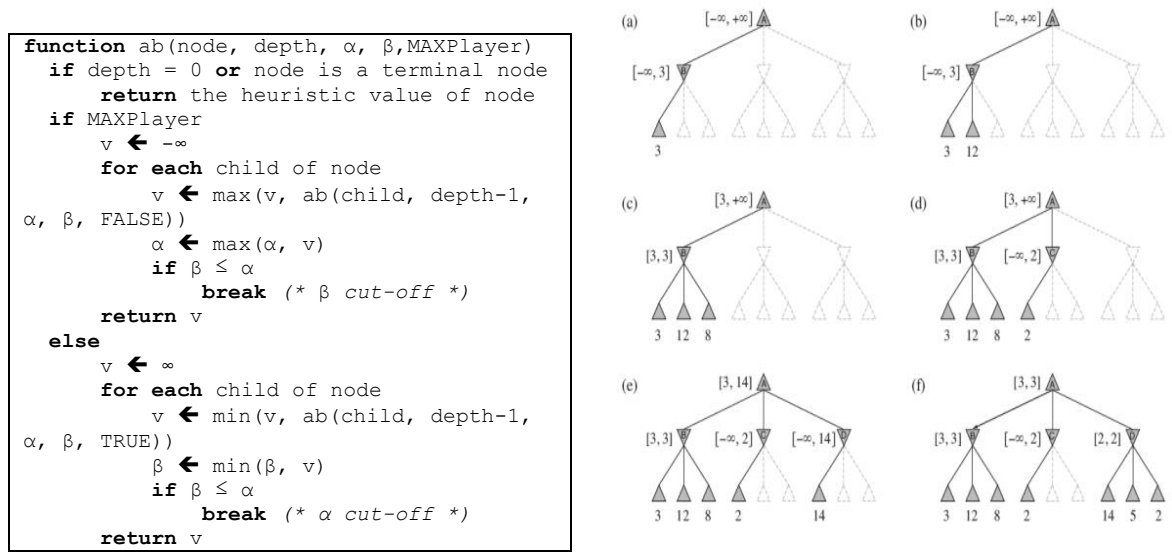 function ab(node, depth, α, β,MAXPlayer)
if depth = 0 or node is a terminal node
return the heuristic value of node
if MAXPlayer
v 🡸 -∞
for each child of node
v 🡸 max(v, ab(child, depth-1,
α, β, FALSE))
α 🡸 max(α, v)
if β ≤ α
break (* β cut-off *)
return v
else
v 🡸 ∞
for each child of node
v 🡸 min(v, ab(child, depth-1,
α, β, TRUE))
β 🡸 min(β, v)
if β ≤ α
break (* α cut-off *)
return v
(a) [-∞, +∞] A
[-∞, 3] B
3
(b) [-∞, +∞] A
[-∞, 3] B
3 12
(c) [3, +∞] A
[3, 3] B
3 12 8
(d) [3, +∞] A
[3, 3] B [-∞, 2] C
3 12 8 2
(e) [3, 14] A
[3, 3] B [-∞, 2] C [-∞, 14] D
3 12 8 2 14
(f) [3, 3] A
[3, 3] B [-∞, 2] C [2, 2] D
3 12 8 2 14 5 2